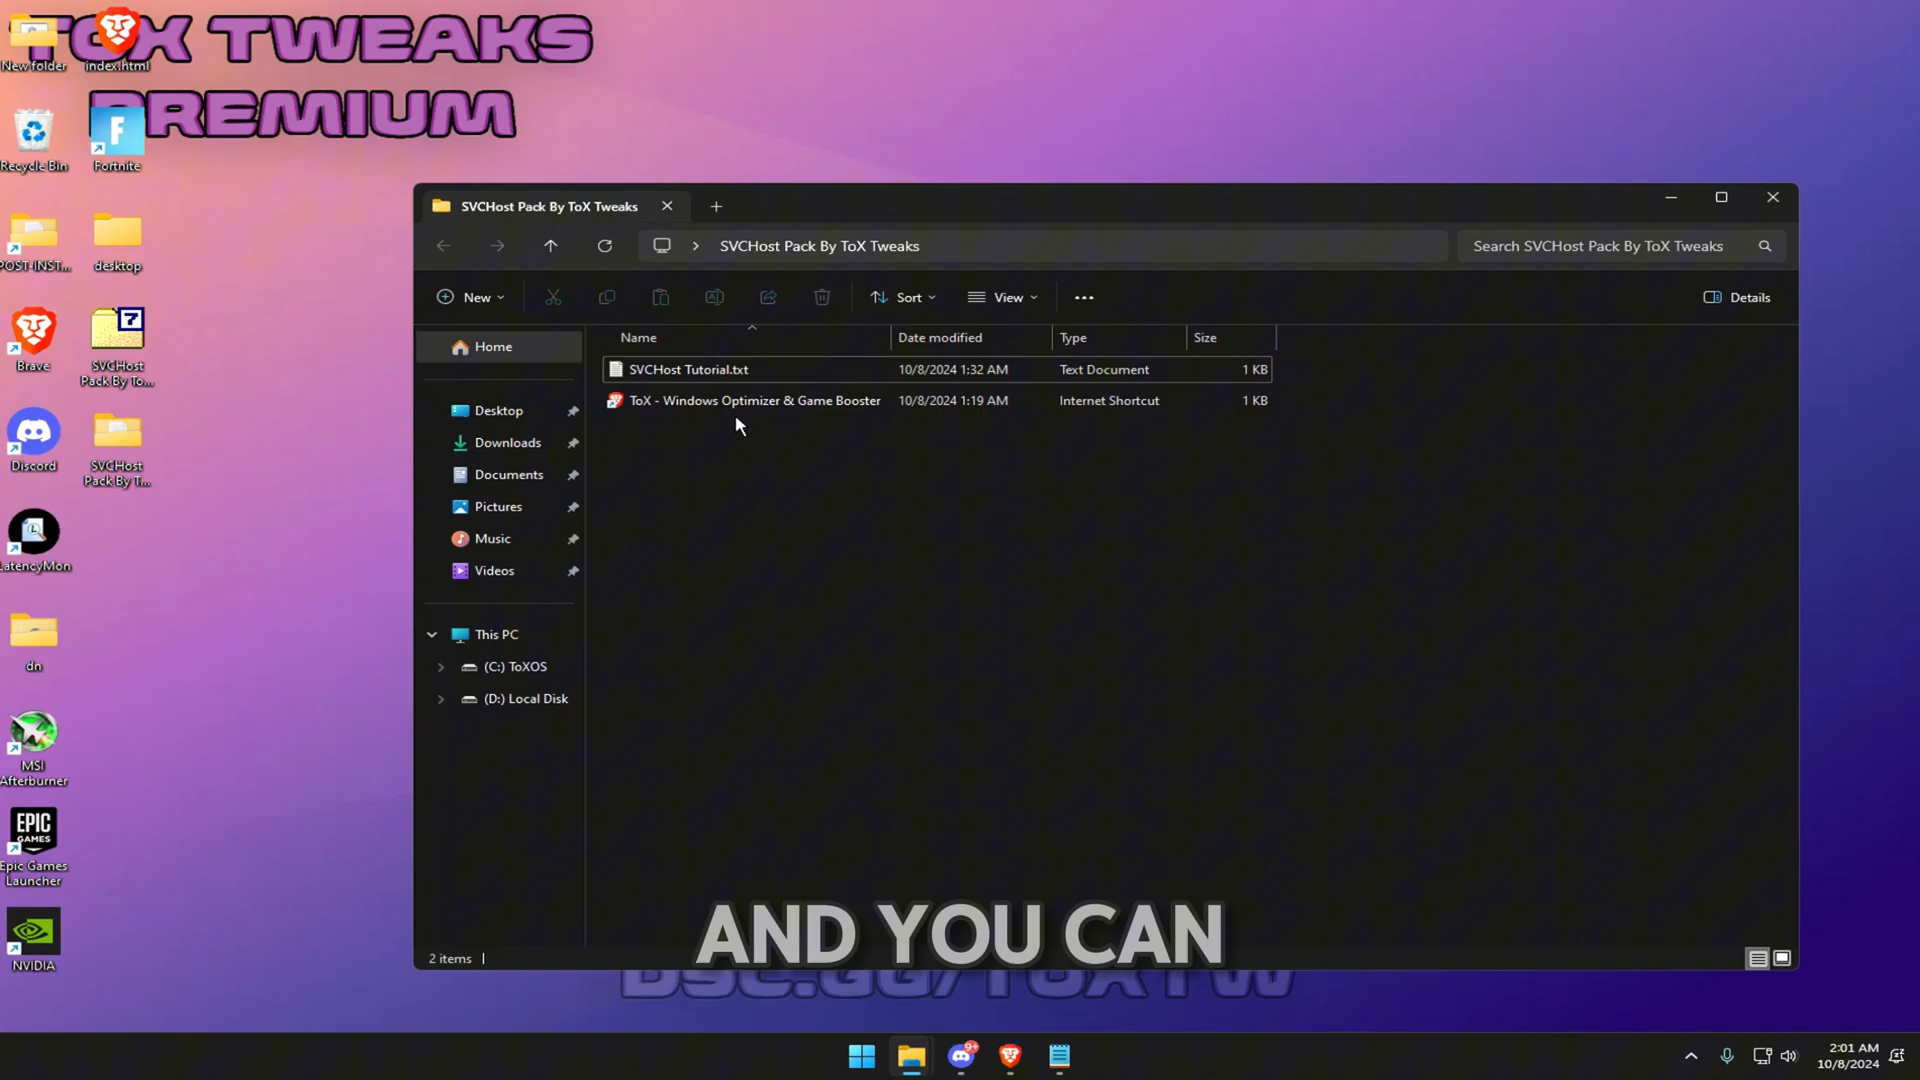 TOX TWEAKS
PREMIUM
New folder
index.html
Recycle Bin
Fortnite
POST-INST...
desktop
Brave
SVCHost
Pack By To...
Discord
SVCHost
Pack By T...
LatencyMon
dn
MSI
Afterburner
EPIC
GAMES
Epic Games
Launcher
NVIDIA
SVCHost Pack By ToX Tweaks
SVCHost Pack By ToX Tweaks
Search SVCHost Pack By ToX Tweaks
New
Sort
View
Details
Home
Desktop
Downloads
Documents
Pictures
Music
Videos
This PC
(C:) ToXOS
(D:) Local Disk
Name Date modified Type Size
SVCHost Tutorial.txt 10/8/2024 1:32 AM Text Document 1 KB
ToX - Windows Optimizer & Game Booster 10/8/2024 1:19 AM Internet Shortcut 1 KB
AND YOU CAN
2 items
DSC.GG/TOXTW
9+
2:01 AM
10/8/2024